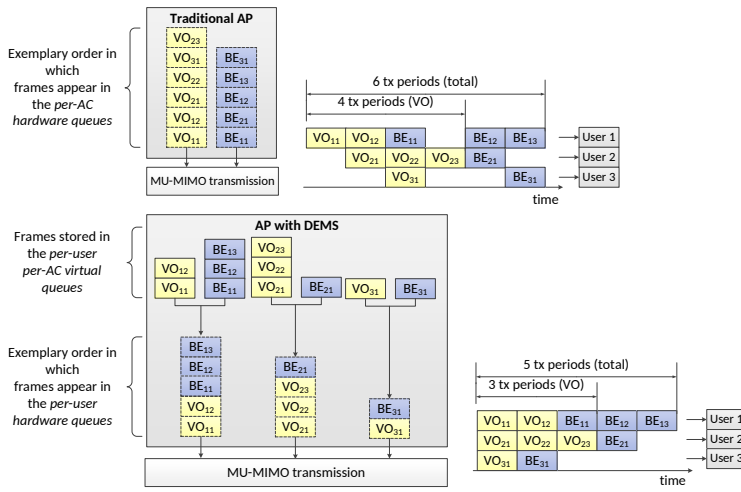 Traditional AP
Exemplary order in
which
frames appear in
the per-AC
hardware queues
VO23
VO31 BE31
VO22 BE13
VO21 BE12
VO12 BE21
VO11 BE11
MU-MIMO transmission
6 tx periods (total)
4 tx periods (VO)
VO11 VO12 BE11 BE12 BE13 User 1
VO21 VO22 VO23 BE21 User 2
VO31 BE31 User 3
time
AP with DEMS
Frames stored in
the per-user
per-AC virtual
queues
VO12
VO11
BE13
BE12
BE11
VO23
VO22
VO21
BE21
VO31
BE31
Exemplary order in
which
frames appear in
the per-user
hardware queues
BE13
BE12
BE11
VO12
VO11
BE21
VO23
VO22
VO21
BE31
VO31
MU-MIMO transmission
5 tx periods (total)
3 tx periods (VO)
VO11 VO12 BE11 BE12 BE13 User 1
VO21 VO22 VO23 BE21 User 2
VO31 BE31 User 3
time